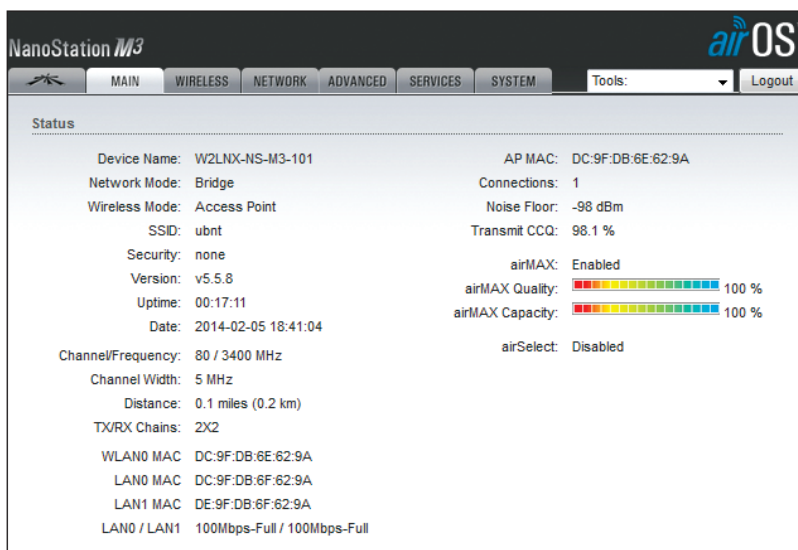 NanoStation M3
airOS
MAIN WIRELESS NETWORK ADVANCED SERVICES SYSTEM Tools: Logout
Status
Device Name: W2LNX-NS-M3-101
Network Mode: Bridge
Wireless Mode: Access Point
SSID: ubnt
Security: none
Version: v5.5.8
Uptime: 00:17:11
Date: 2014-02-05 18:41:04
Channel/Frequency: 80 / 3400 MHz
Channel Width: 5 MHz
Distance: 0.1 miles (0.2 km)
TX/RX Chains: 2X2
WLAN0 MAC DC:9F:DB:6E:62:9A
LAN0 MAC DC:9F:DB:6F:62:9A
LAN1 MAC DE:9F:DB:6F:62:9A
LAN0 / LAN1 100Mbps-Full / 100Mbps-Full
AP MAC: DC:9F:DB:6E:62:9A
Connections: 1
Noise Floor: -98 dBm
Transmit CCQ: 98.1 %
airMAX: Enabled
airMAX Quality: 100 %
airMAX Capacity: 100 %
airSelect: Disabled